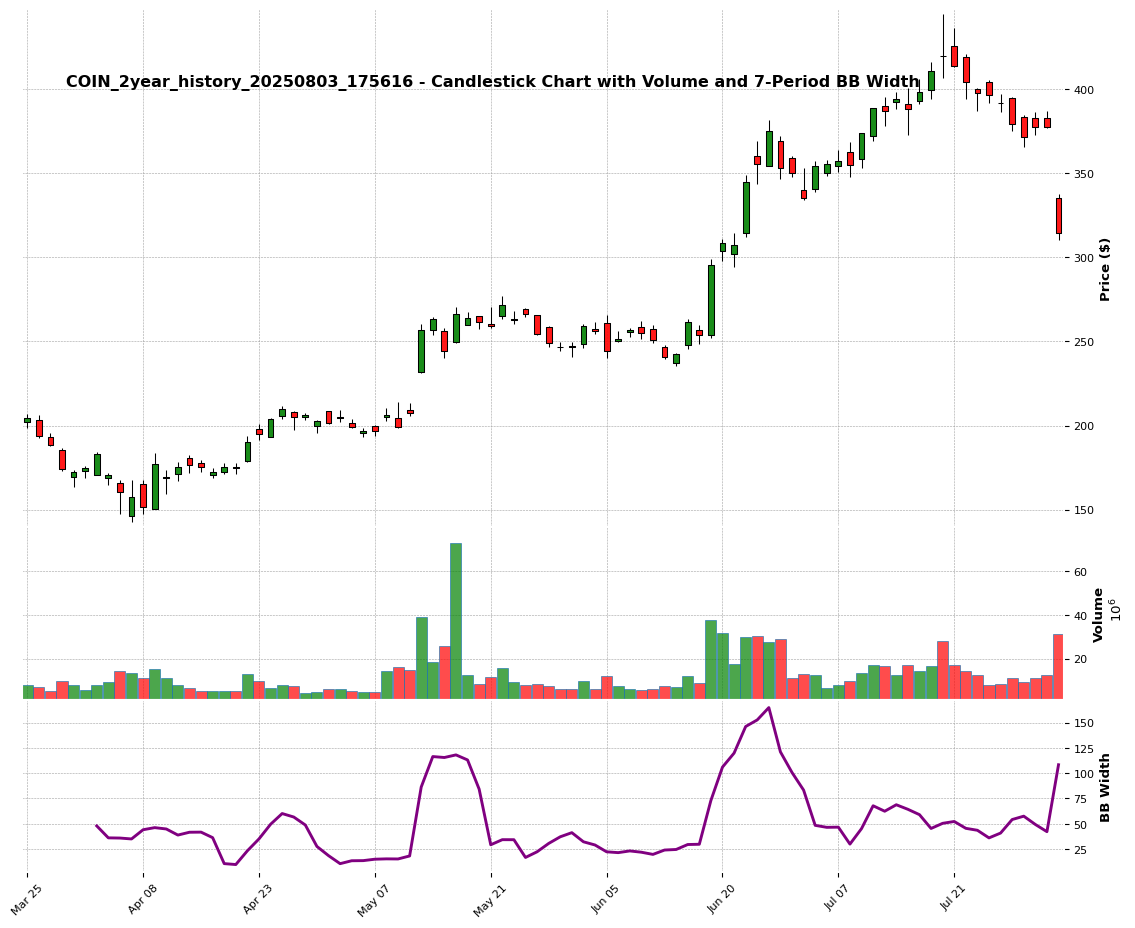 COIN_2year_history_20250803_175616 - Candlestick Chart with Volume and 7-Period BB Width
400
350
300
250
200
150
Price ($)
60
40
20
Volume
10⁶
150
125
100
75
50
25
BB Width
Mar 25
Apr 08
Apr 23
May 07
May 21
Jun 05
Jun 20
Jul 07
Jul 21